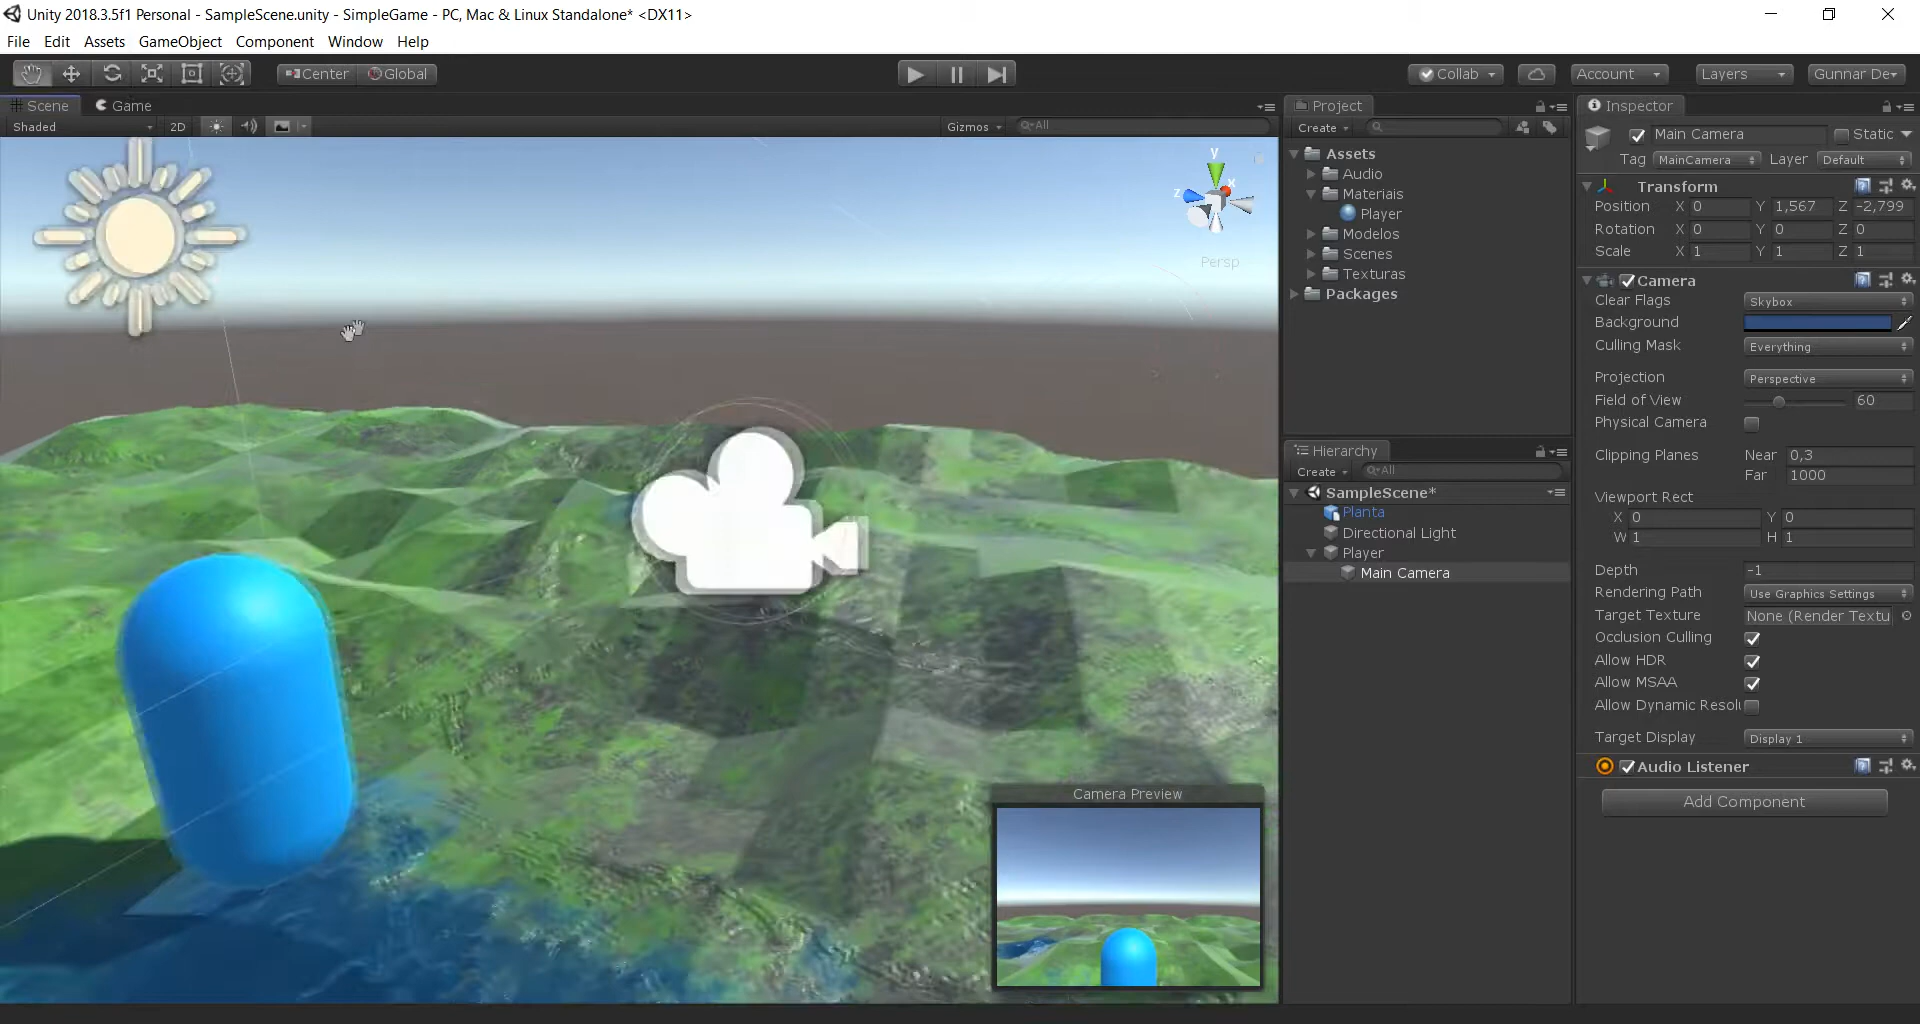 Unity 2018.3.5f1 Personal - SampleScene.unity - SimpleGame - PC, Mac & Linux Standalone* <DX11>
File Edit Assets GameObject Component Window Help
Center Global
Collab Account Layers Gunnar De
Scene Game
Shaded 2D Gizmos All
y
x
z
Persp
Camera Preview
Project
Create
Assets
Audio
Materiais
Player
Modelos
Scenes
Texturas
Packages
Hierarchy
Create All
SampleScene*
Planta
Directional Light
Player
Main Camera
Inspector
Main Camera Static
Tag MainCamera Layer Default
Transform
Position X 0 Y 1,567 Z -2,799
Rotation X 0 Y 0 Z 0
Scale X 1 Y 1 Z 1
Camera
Clear Flags Skybox
Background
Culling Mask Everything
Projection Perspective
Field of View 60
Physical Camera
Clipping Planes Near 0,3
Far 1000
Viewport Rect
X 0 Y 0
W 1 H 1
Depth -1
Rendering Path Use Graphics Settings
Target Texture None (Render Textu
Occlusion Culling
Allow HDR
Allow MSAA
Allow Dynamic Resol
Target Display Display 1
Audio Listener
Add Component